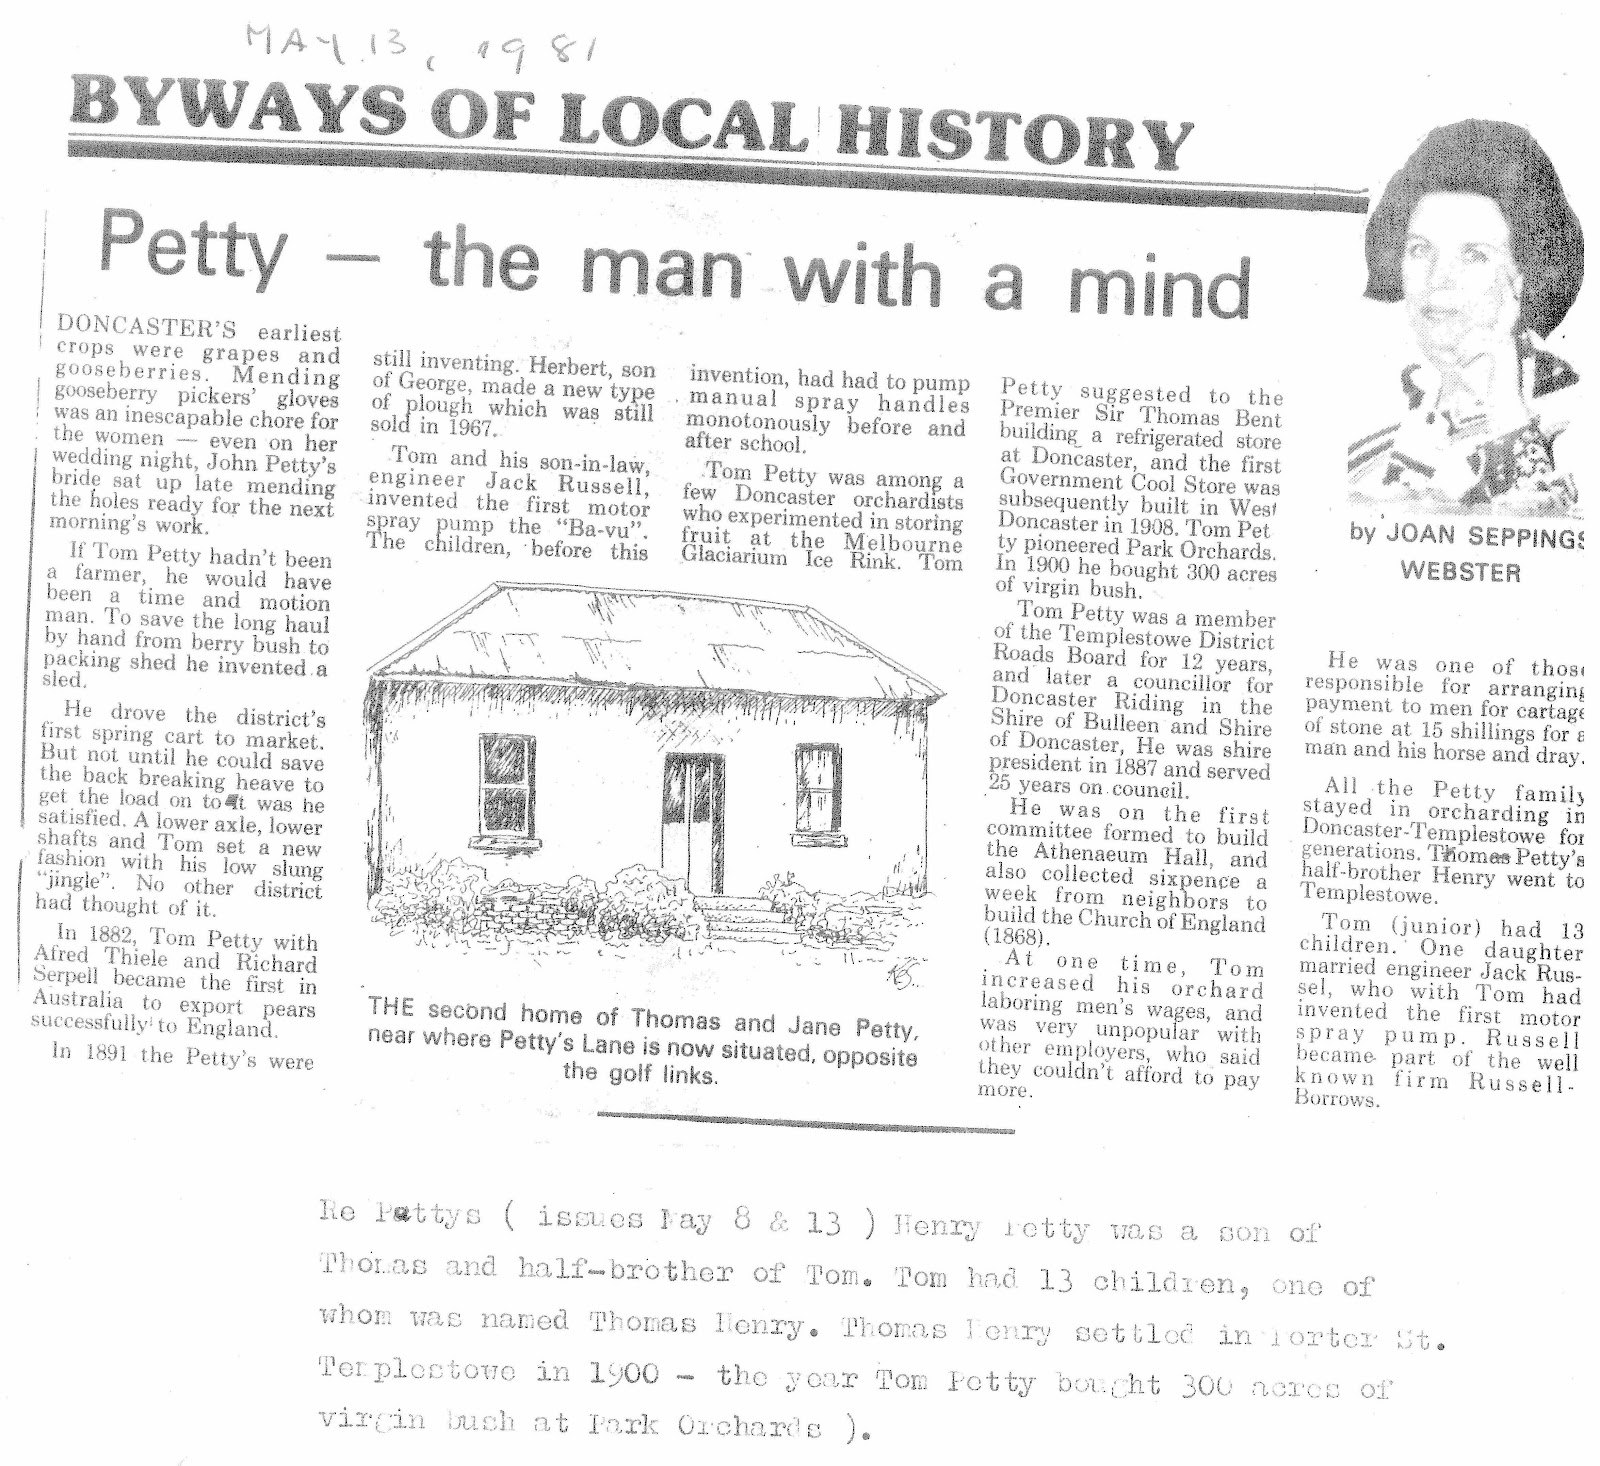 MAY 13, 1981
BYWAYS OF LOCAL HISTORY
Petty — the man with a mind
DONCASTER'S earliest
crops were grapes and
gooseberries. Mending
gooseberry pickers' gloves
was an inescapable chore for
the women — even on her
wedding night, John Petty's
bride sat up late mending
the holes ready for the next
morning's work.
If Tom Petty hadn't been
a farmer, he would have
been a time and motion
man. To save the long haul
by hand from berry bush to
packing shed he invented a
sled.
He drove the district's
first spring cart to market.
But not until he could save
the back breaking heave to
get the load on to it was he
satisfied. A lower axle, lower
shafts and Tom set a new
fashion with his low slung
"jingle". No other district
had thought of it.
In 1882, Tom Petty with
Afred Thiele and Richard
Serpell became the first in
Australia to export pears
successfully to England.
In 1891 the Petty's were
still inventing. Herbert, son
of George, made a new type
of plough which was still
sold in 1967.
Tom and his son-in-law,
engineer Jack Russell,
invented the first motor
spray pump the "Ba-vu".
The children, before this
invention, had had to pump
manual spray handles
monotonously before and
after school.
Tom Petty was among a
few Doncaster orchardists
who experimented in storing
fruit at the Melbourne
Glaciarium Ice Rink. Tom
THE second home of Thomas and Jane Petty,
near where Petty's Lane is now situated, opposite
the golf links.
Petty suggested to the
Premier Sir Thomas Bent
building a refrigerated store
at Doncaster, and the first
Government Cool Store was
subsequently built in West
Doncaster in 1908. Tom Pet
ty pioneered Park Orchards.
In 1900 he bought 300 acres
of virgin bush.
Tom Petty was a member
of the Templestowe District
Roads Board for 12 years,
and later a councillor for
Doncaster Riding in the
Shire of Bulleen and Shire
of Doncaster, He was shire
president in 1887 and served
25 years on council.
He was on the first
committee formed to build
the Athenaeum Hall, and
also collected sixpence a
week from neighbors to
build the Church of England
(1868).
At one time, Tom
increased his orchard
laboring men's wages, and
was very unpopular with
other employers, who said
they couldn't afford to pay
more.
by JOAN SEPPINGS
WEBSTER
He was one of those
responsible for arranging
payment to men for cartage
of stone at 15 shillings for a
man and his horse and dray.
All the Petty family
stayed in orcharding in
Doncaster-Templestowe for
generations. Thomas Petty's
half-brother Henry went to
Templestowe.
Tom (junior) had 13
children. One daughter
married engineer Jack Rus-
sel, who with Tom had
invented the first motor
spray pump. Russell
became part of the well
known firm Russell-
Borrows.
Re Pettys ( issues May 8 & 13 ) Henry Petty was a son of
Thomas and half-brother of Tom. Tom had 13 children, one of
whom was named Thomas Henry. Thomas Henry settled in Porter St.
Templestowe in 1900 - the year Tom Petty bought 300 acres of
virgin bush at Park Orchards ).